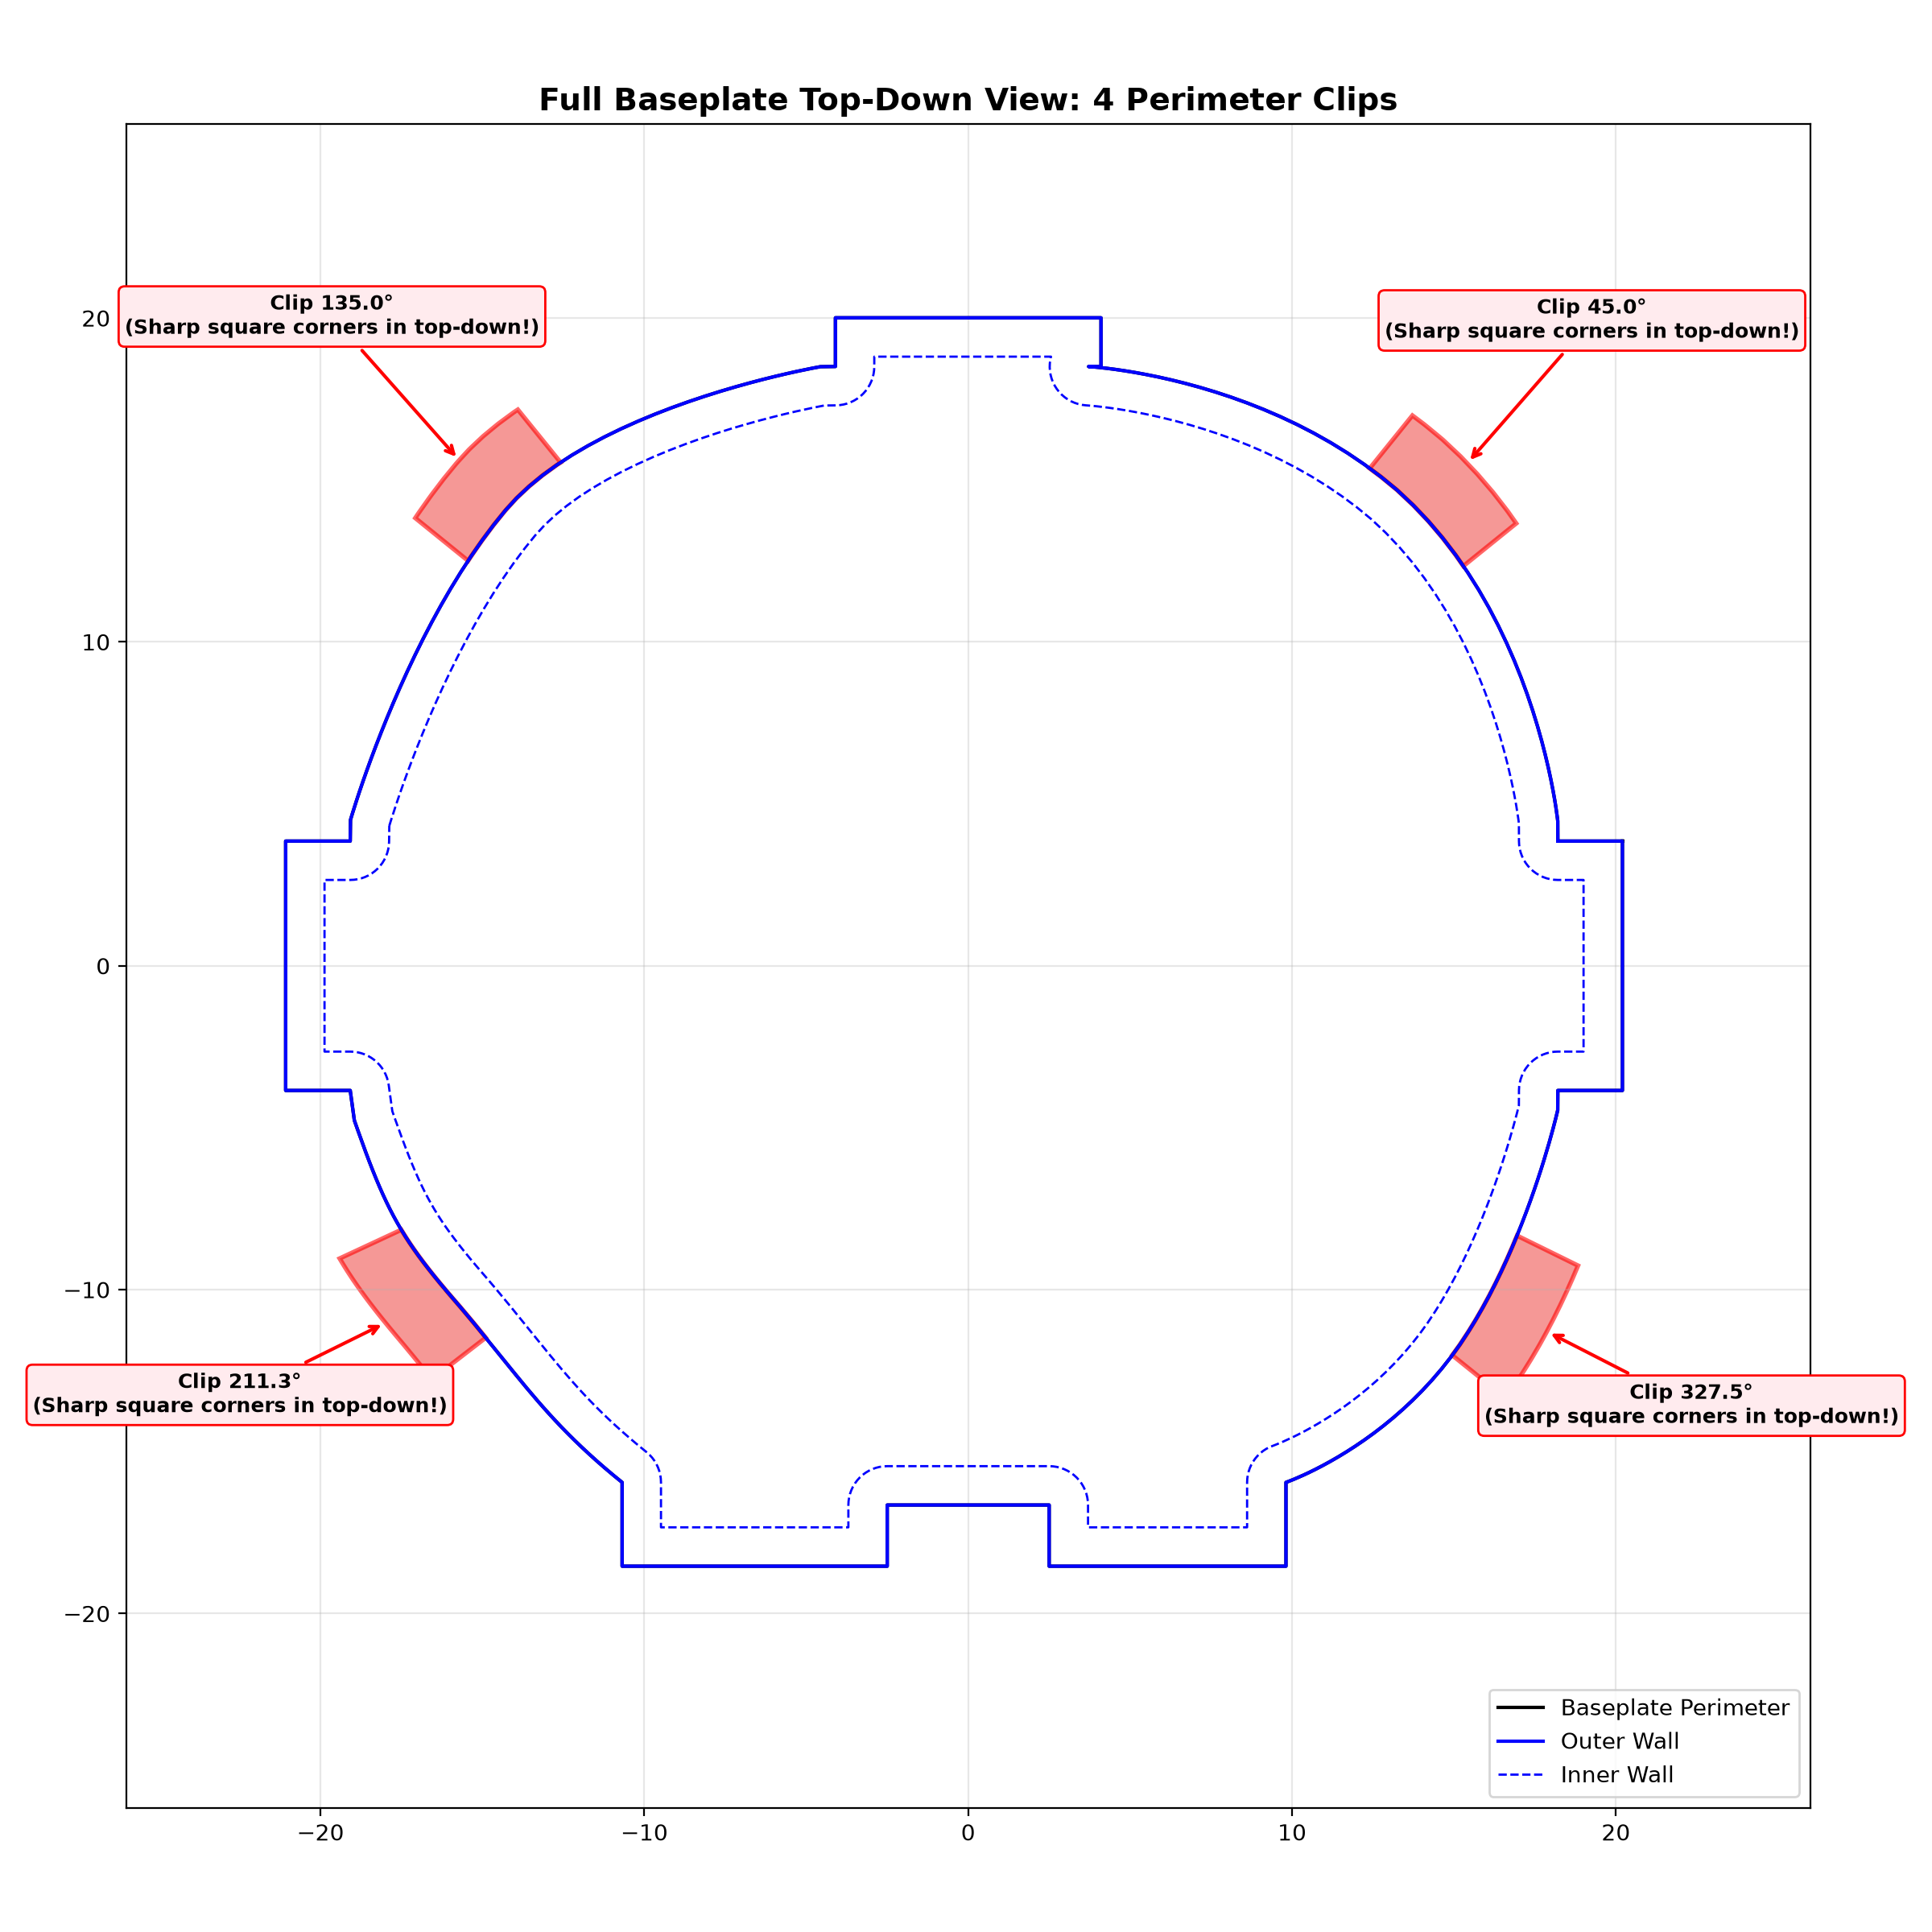 Full Baseplate Top-Down View: 4 Perimeter Clips
Clip 135.0°
(Sharp square corners in top-down!)
Clip 45.0°
(Sharp square corners in top-down!)
20
10
0
−10
−20
Clip 211.3°
(Sharp square corners in top-down!)
Clip 327.5°
(Sharp square corners in top-down!)
Baseplate Perimeter
Outer Wall
Inner Wall
−20
−10
0
10
20